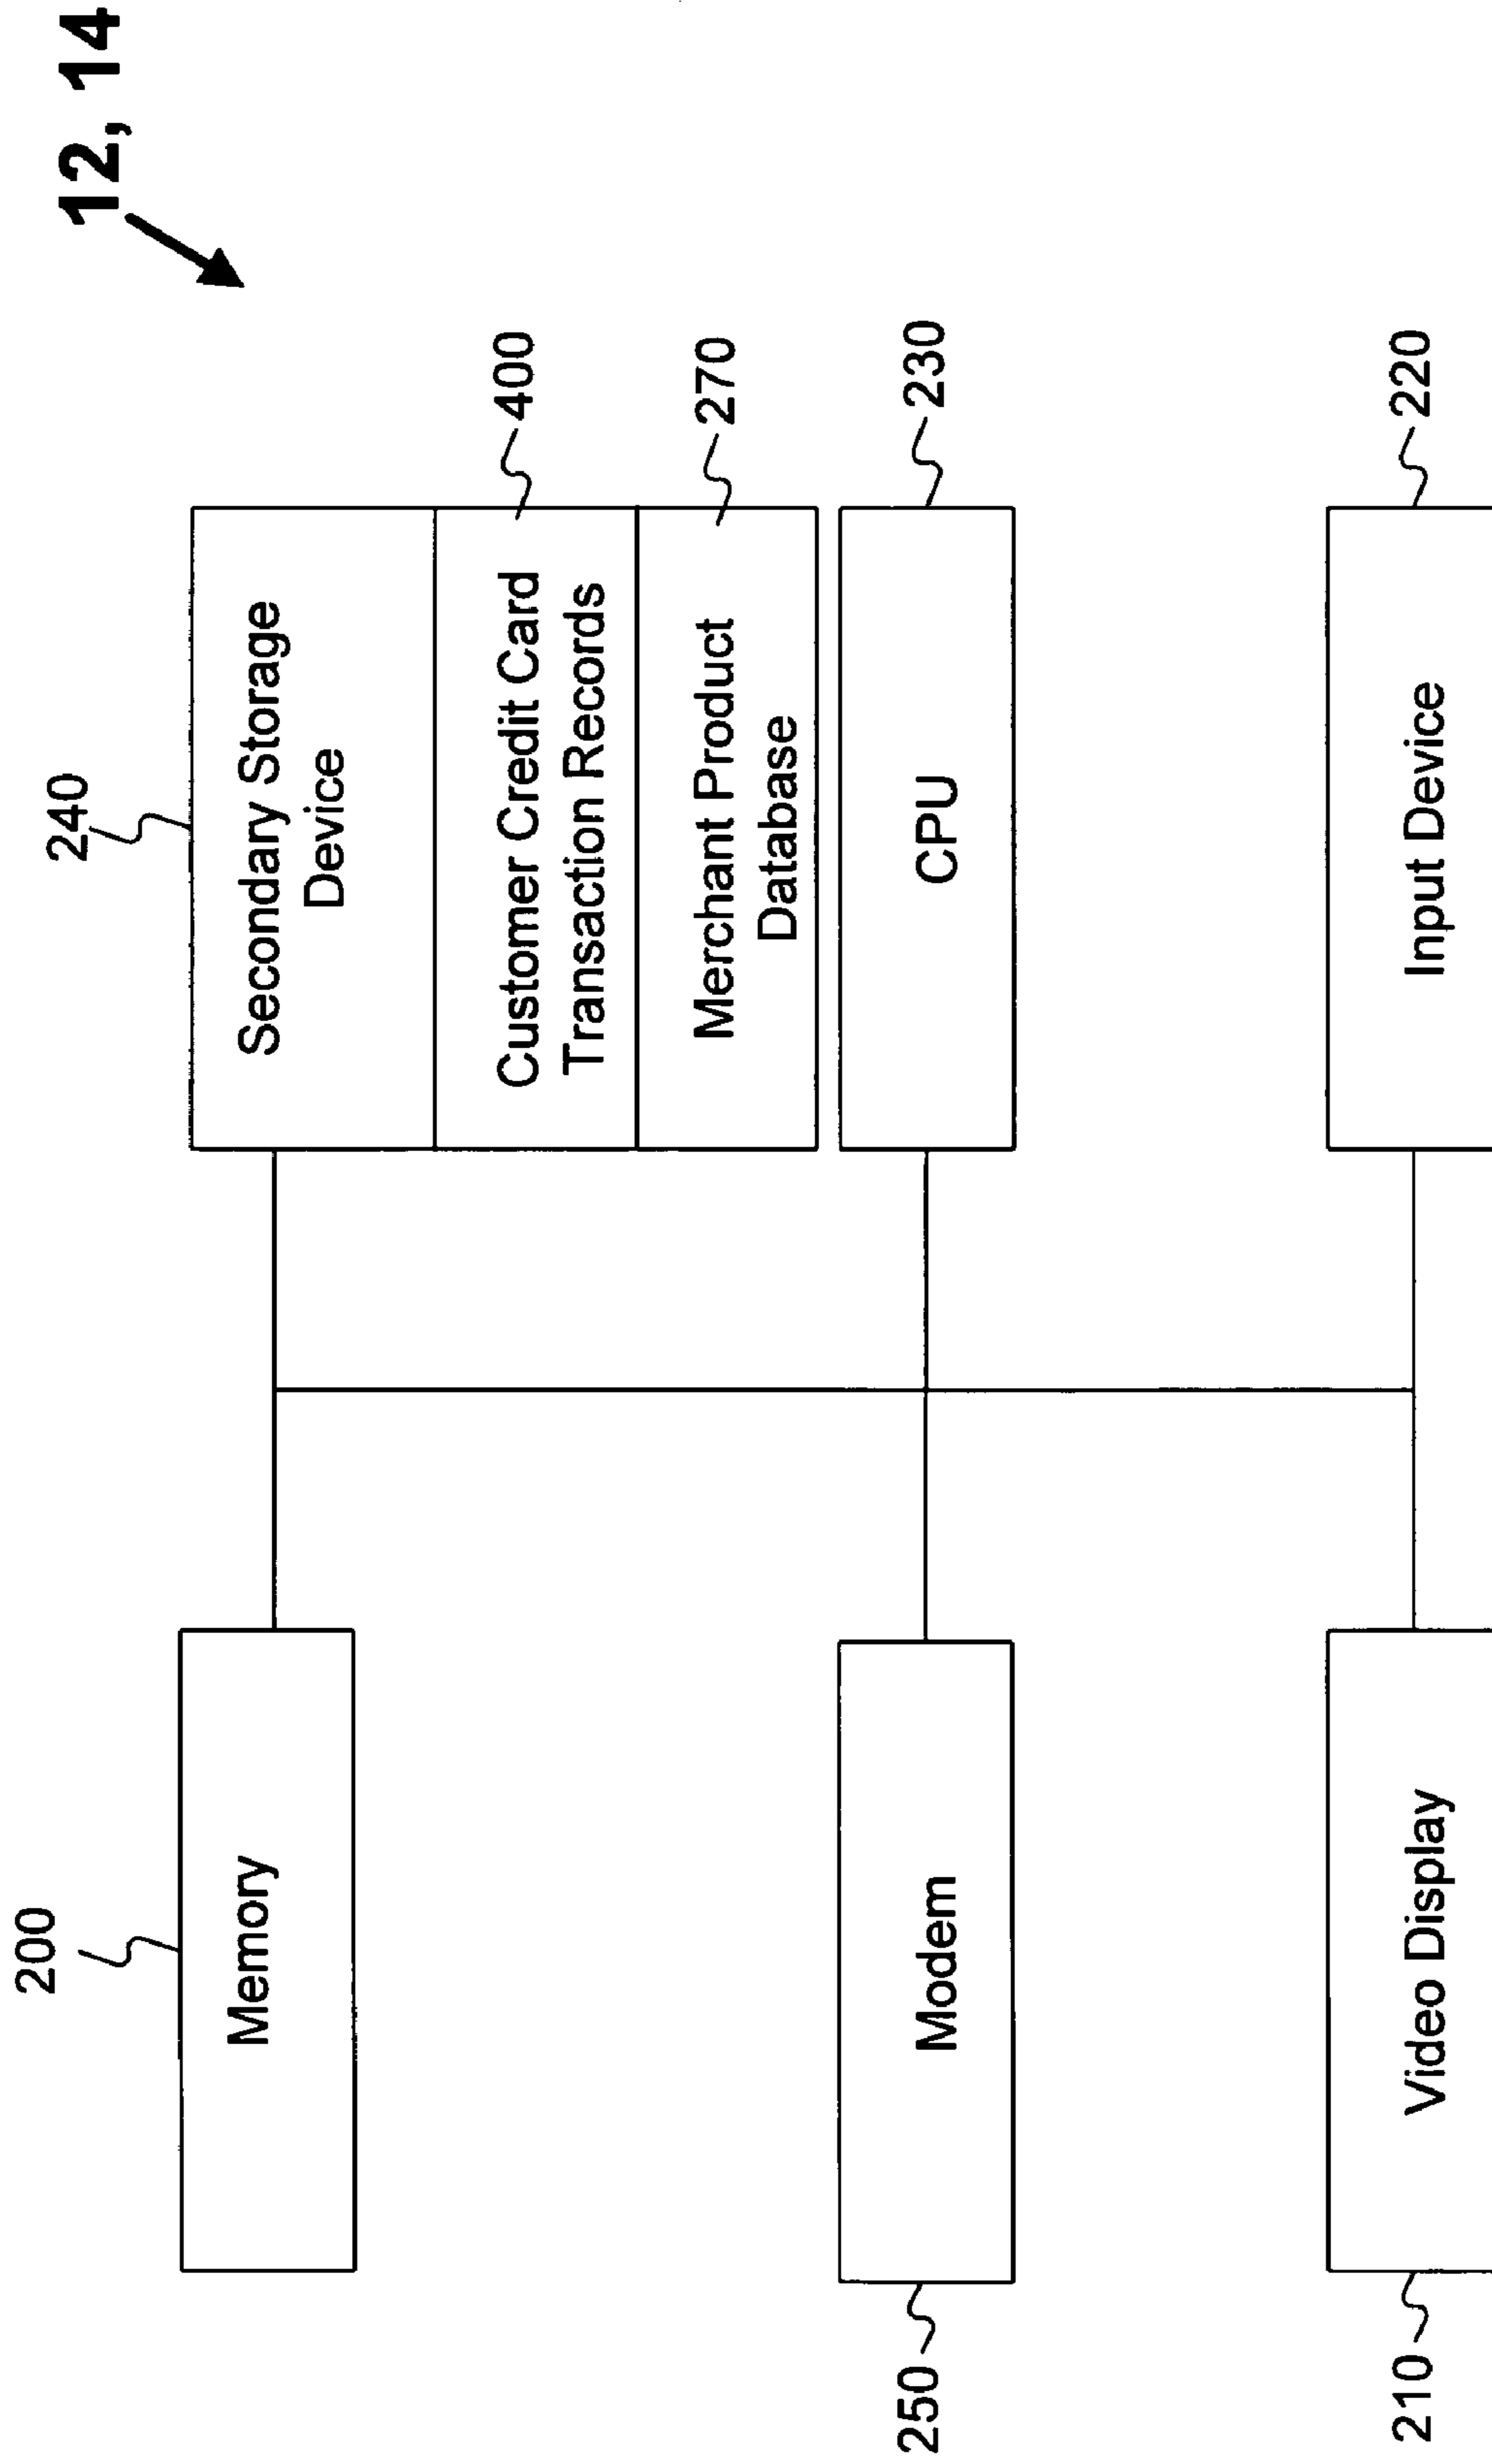 12, 14
200
240
Memory
Secondary Storage
Device
400
Customer Credit Card
Transaction Records
270
Merchant Product
Database
250
Modem
CPU
230
210
Video Display
Input Device
220